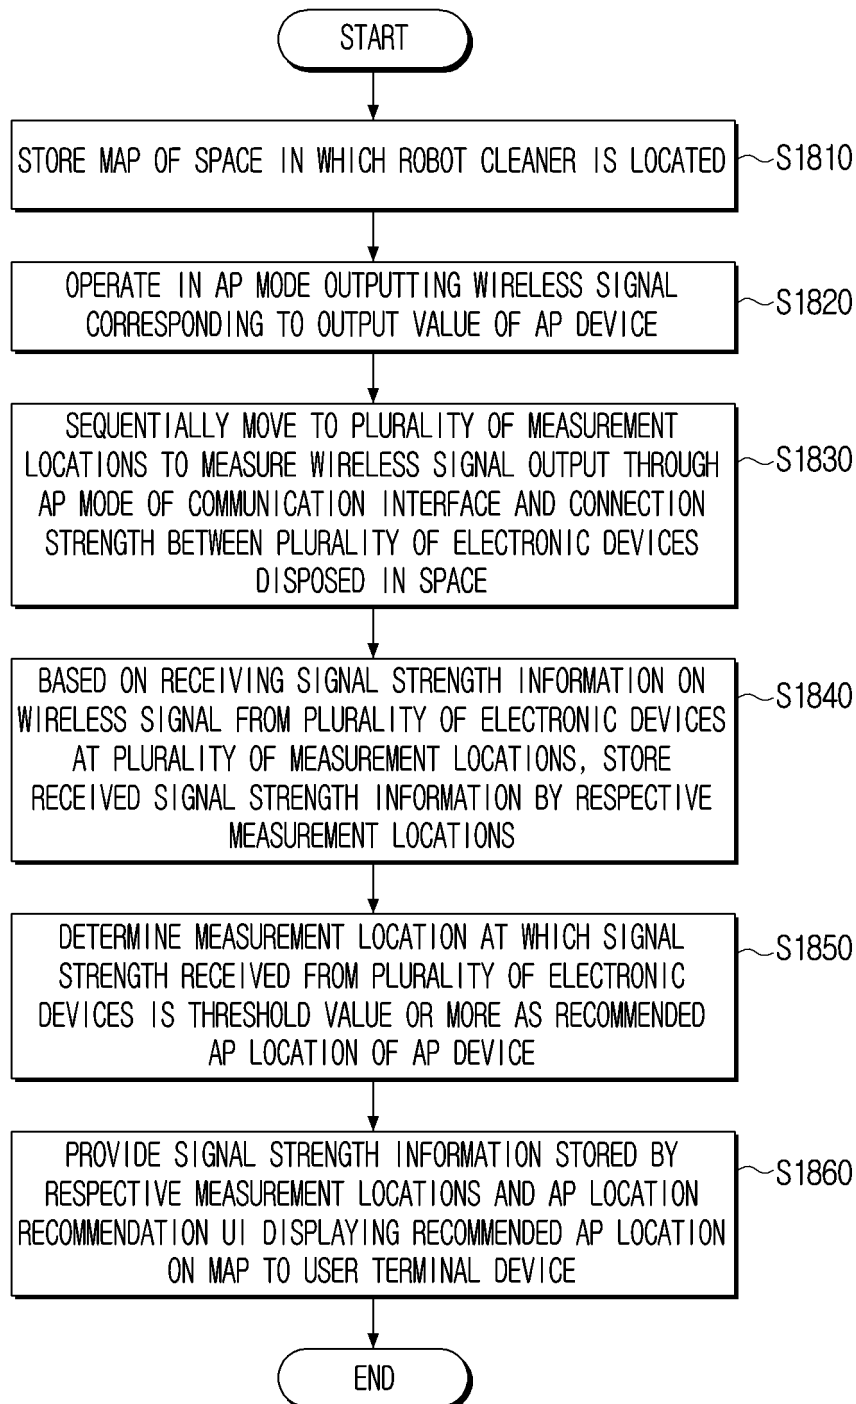 START
STORE MAP OF SPACE IN WHICH ROBOT CLEANER IS LOCATED
S1810
OPERATE IN AP MODE OUTPUTTING WIRELESS SIGNAL
CORRESPONDING TO OUTPUT VALUE OF AP DEVICE
S1820
SEQUENTIALLY MOVE TO PLURALITY OF MEASUREMENT
LOCATIONS TO MEASURE WIRELESS SIGNAL OUTPUT THROUGH
AP MODE OF COMMUNICATION INTERFACE AND CONNECTION
STRENGTH BETWEEN PLURALITY OF ELECTRONIC DEVICES
DISPOSED IN SPACE
S1830
BASED ON RECEIVING SIGNAL STRENGTH INFORMATION ON
WIRELESS SIGNAL FROM PLURALITY OF ELECTRONIC DEVICES
AT PLURALITY OF MEASUREMENT LOCATIONS, STORE
RECEIVED SIGNAL STRENGTH INFORMATION BY RESPECTIVE
MEASUREMENT LOCATIONS
S1840
DETERMINE MEASUREMENT LOCATION AT WHICH SIGNAL
STRENGTH RECEIVED FROM PLURALITY OF ELECTRONIC
DEVICES IS THRESHOLD VALUE OR MORE AS RECOMMENDED
AP LOCATION OF AP DEVICE
S1850
PROVIDE SIGNAL STRENGTH INFORMATION STORED BY
RESPECTIVE MEASUREMENT LOCATIONS AND AP LOCATION
RECOMMENDATION UI DISPLAYING RECOMMENDED AP LOCATION
ON MAP TO USER TERMINAL DEVICE
S1860
END